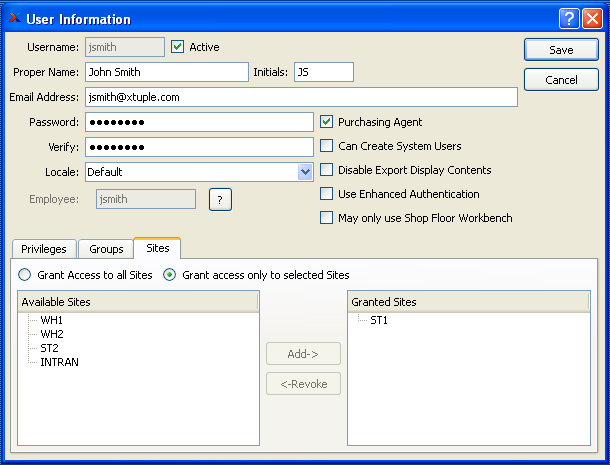 User Information
Username: jsmith Active Save
Proper Name: John Smith Initials: JS
Cancel
Email Address: jsmith@xtuple.com
Password: ●●●●●●●● Purchasing Agent
Verify: ●●●●●●●● Can Create System Users
Locale: Default Disable Export Display Contents
Employee: jsmith ? Use Enhanced Authentication
May only use Shop Floor Workbench
Privileges Groups Sites
Grant Access to all Sites Grant access only to selected Sites
Available Sites
WH1
WH2
ST2
INTRAN
Add->
<-Revoke
Granted Sites
ST1